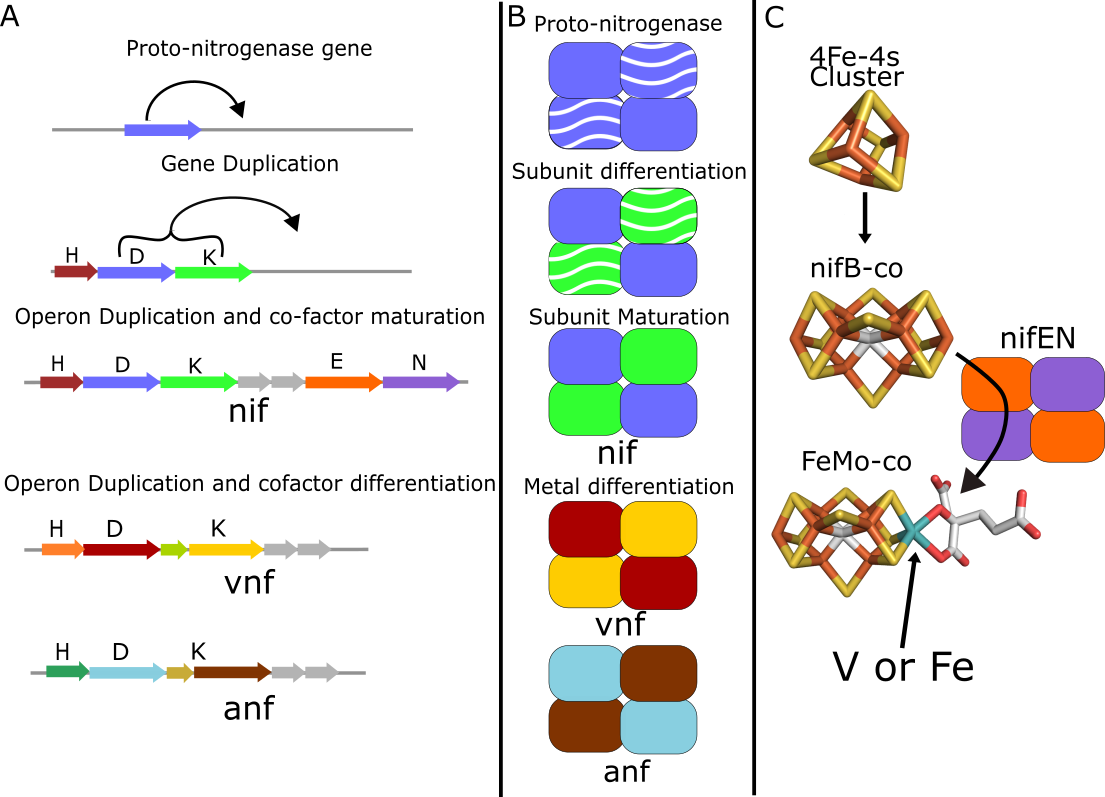 A
Proto-nitrogenase gene
Gene Duplication
H D K
Operon Duplication and co-factor maturation
H D K E N
nif
Operon Duplication and cofactor differentiation
H D K
vnf
H D K
anf
B
Proto-nitrogenase
Subunit differentiation
Subunit Maturation
nif
Metal differentiation
vnf
anf
C
4Fe-4s
Cluster
nifB-co
nifEN
FeMo-co
V or Fe